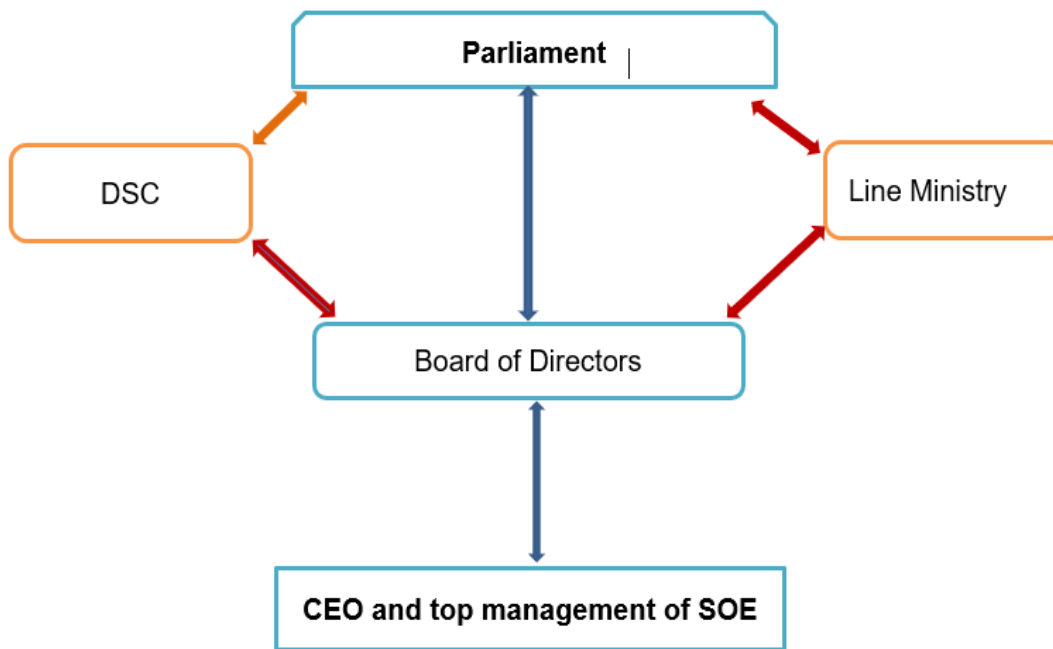 Parliament
DSC
Line Ministry
Board of Directors
CEO and top management of SOE